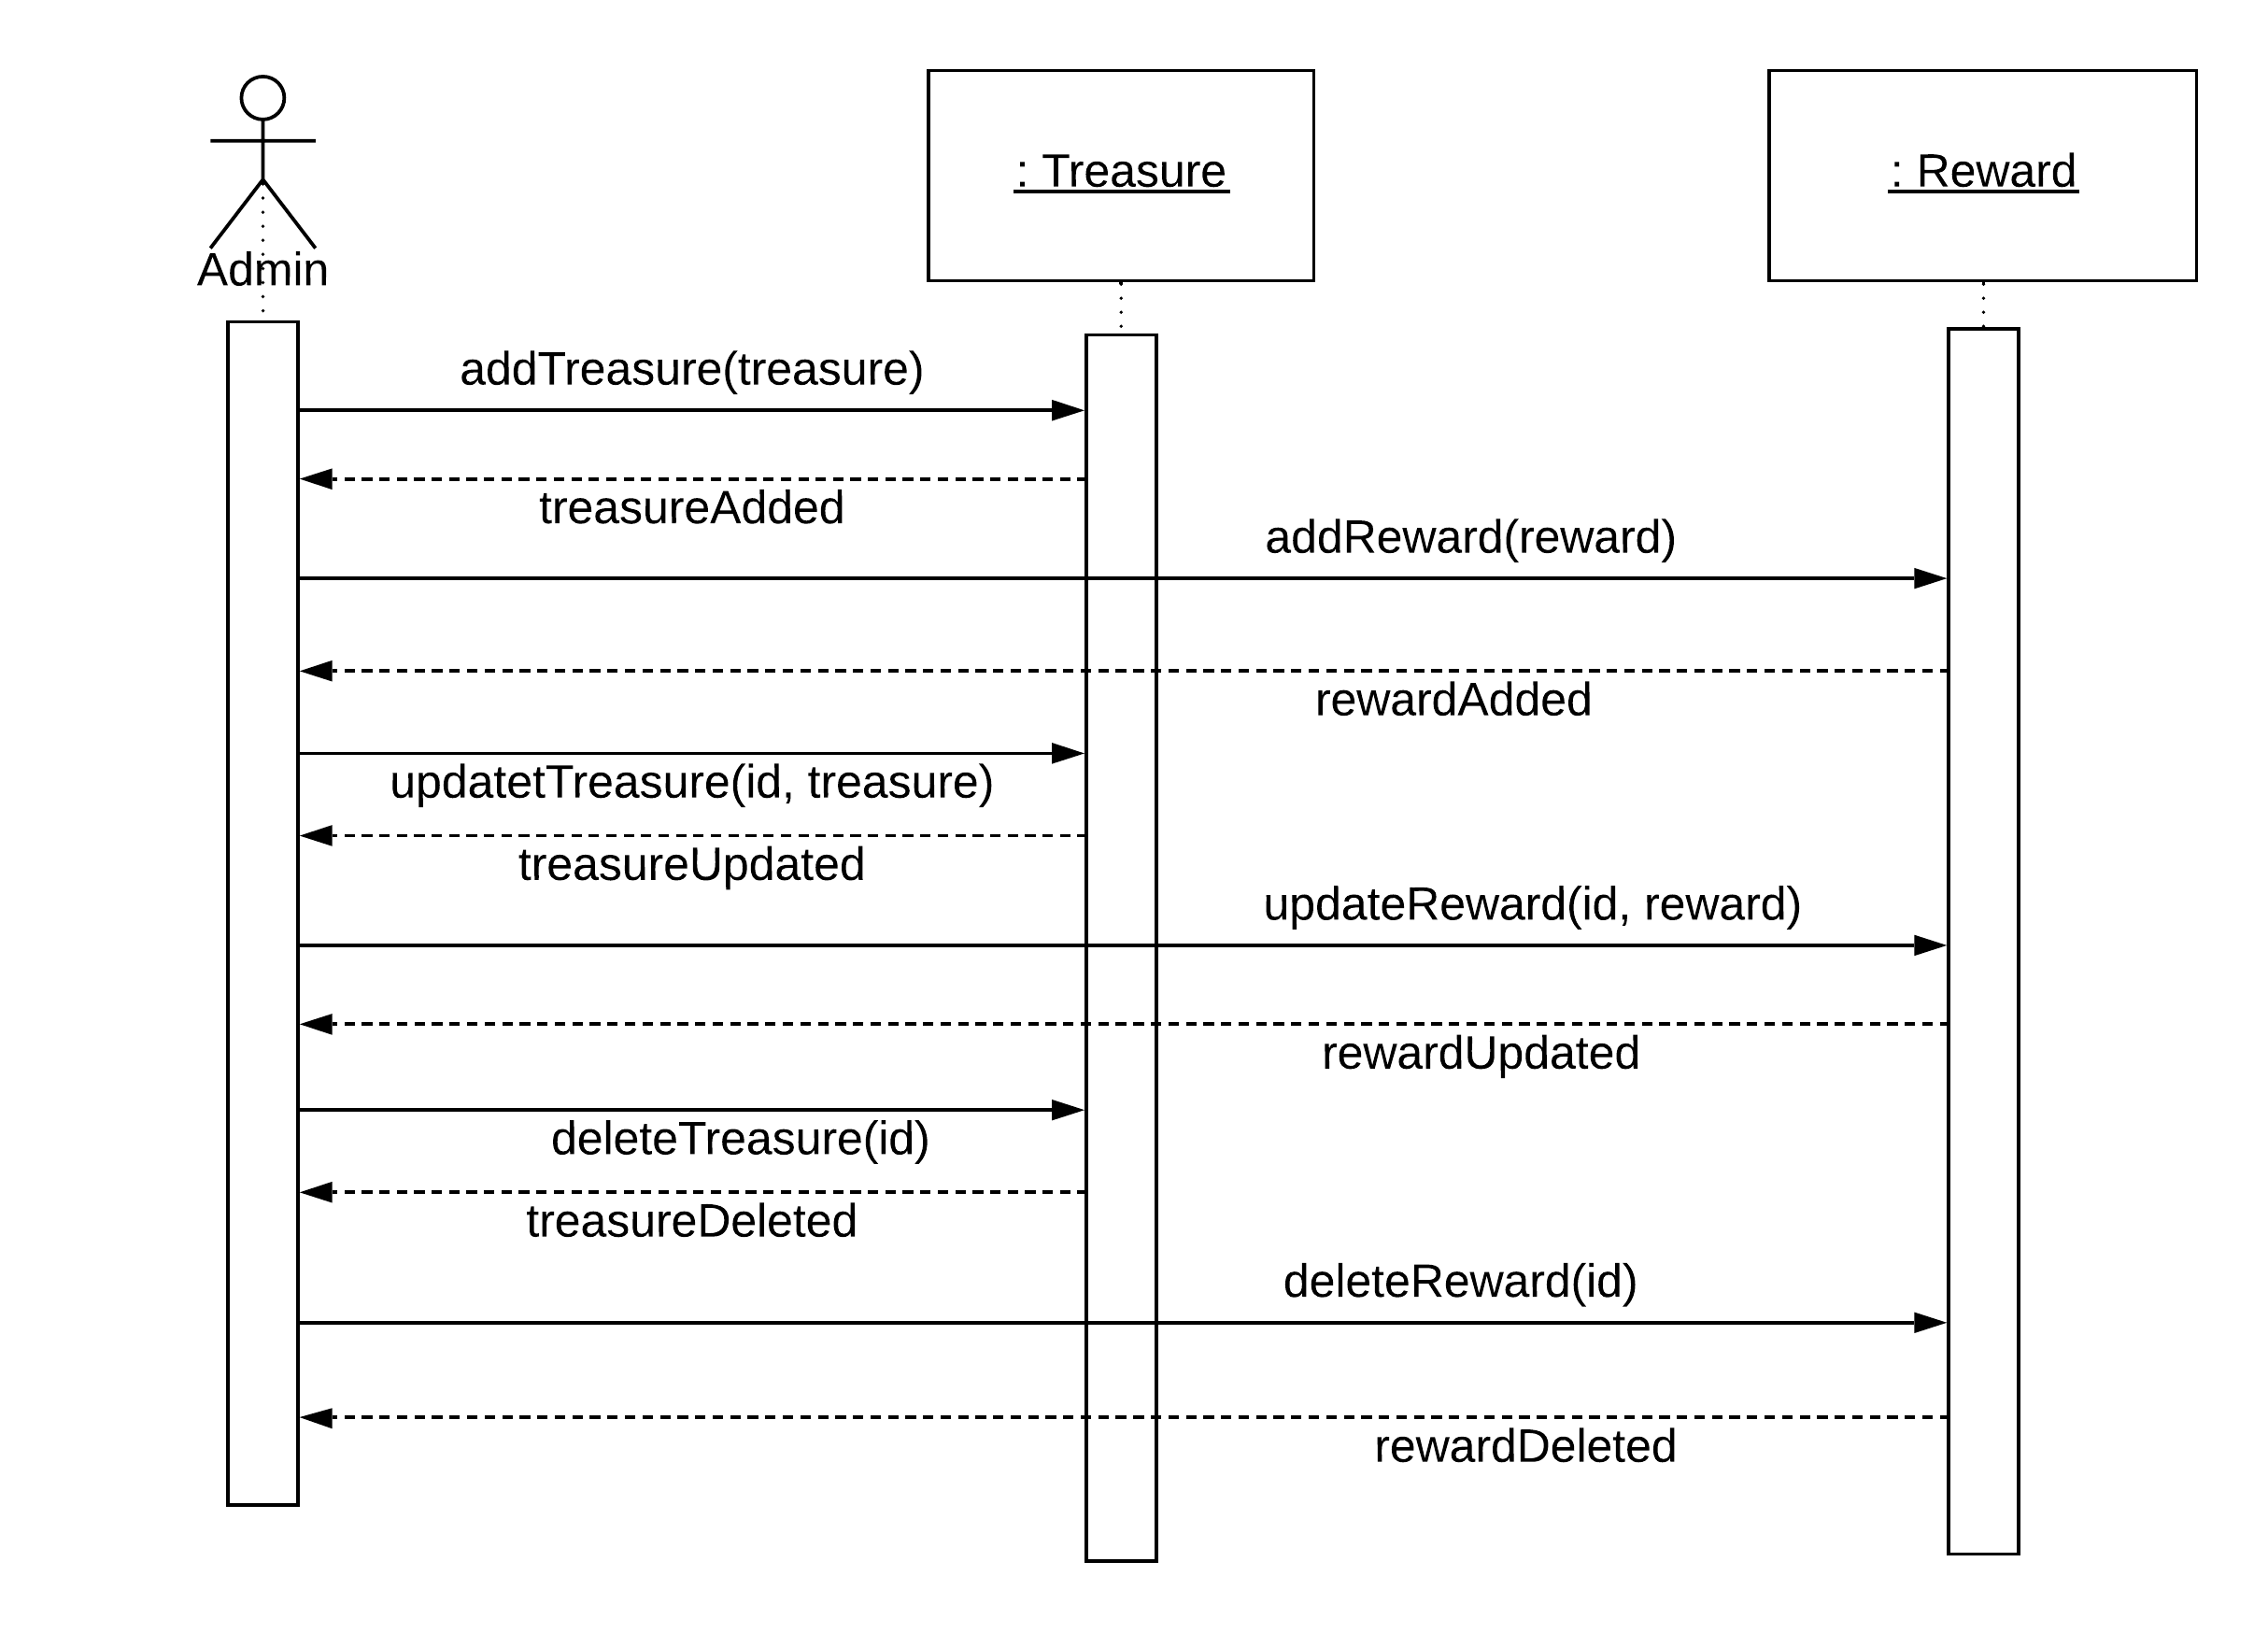 : Treasure
: Reward
Admin
addTreasure(treasure)
treasureAdded
addReward(reward)
rewardAdded
updatetTreasure(id, treasure)
treasureUpdated
updateReward(id, reward)
rewardUpdated
deleteTreasure(id)
treasureDeleted
deleteReward(id)
rewardDeleted